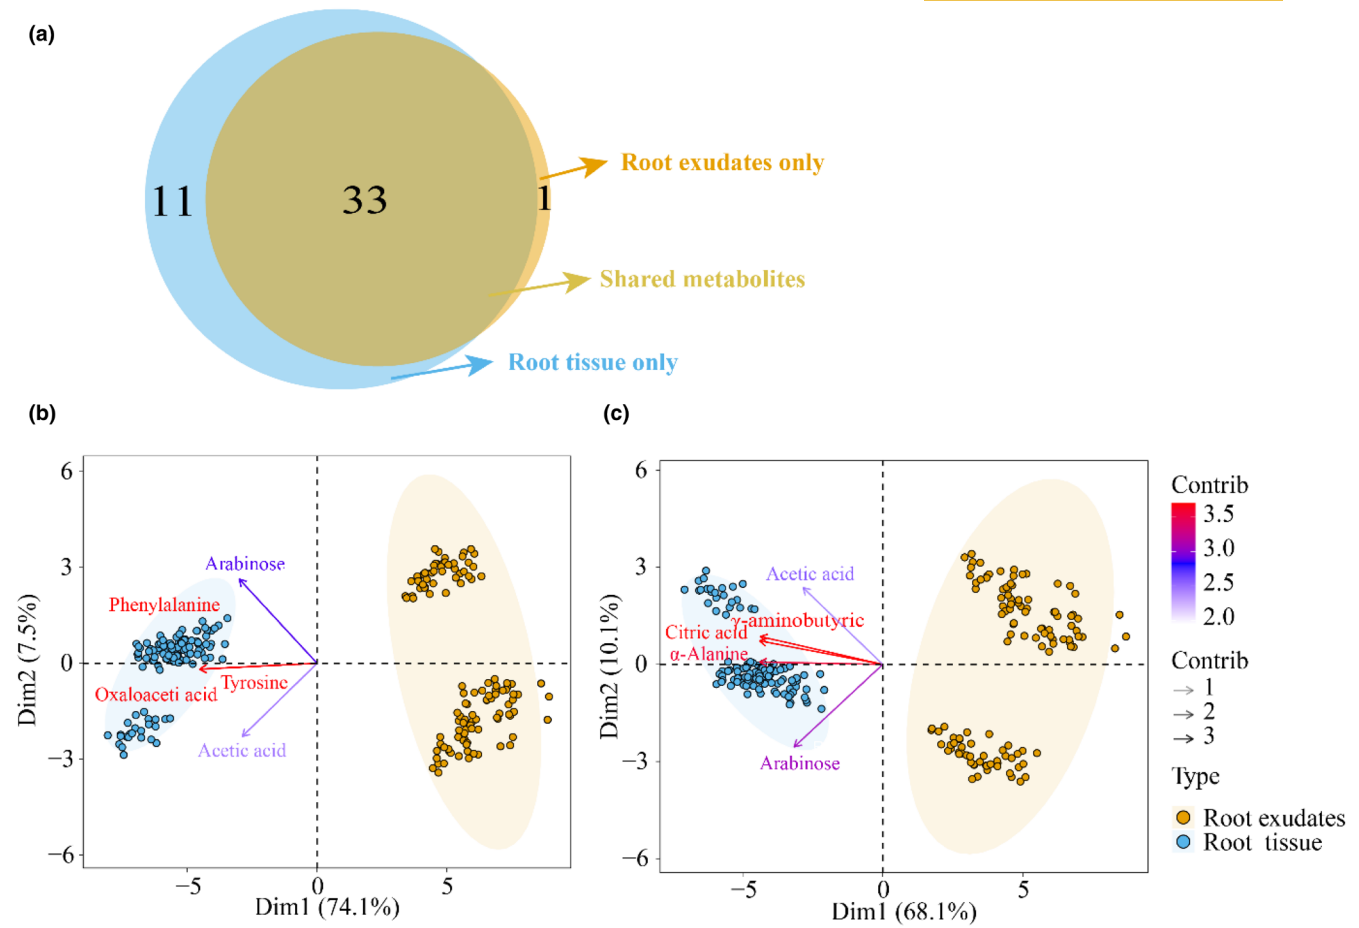 (a)
11
33
1
Root exudates only
Shared metabolites
Root tissue only
(b)
6
3
0
−3
−6
Dim2 (7.5%)
Arabinose
Phenylalanine
Tyrosine
Oxaloaceti acid
Acetic acid
−5
0
5
Dim1 (74.1%)
(c)
6
3
0
−3
−6
Dim2 (10.1%)
Acetic acid
γ-aminobutyric
Citric acid
α-Alanine
Arabinose
−5
0
5
Dim1 (68.1%)
Contrib
3.5
3.0
2.5
2.0
Contrib
1
2
3
Type
Root exudates
Root tissue